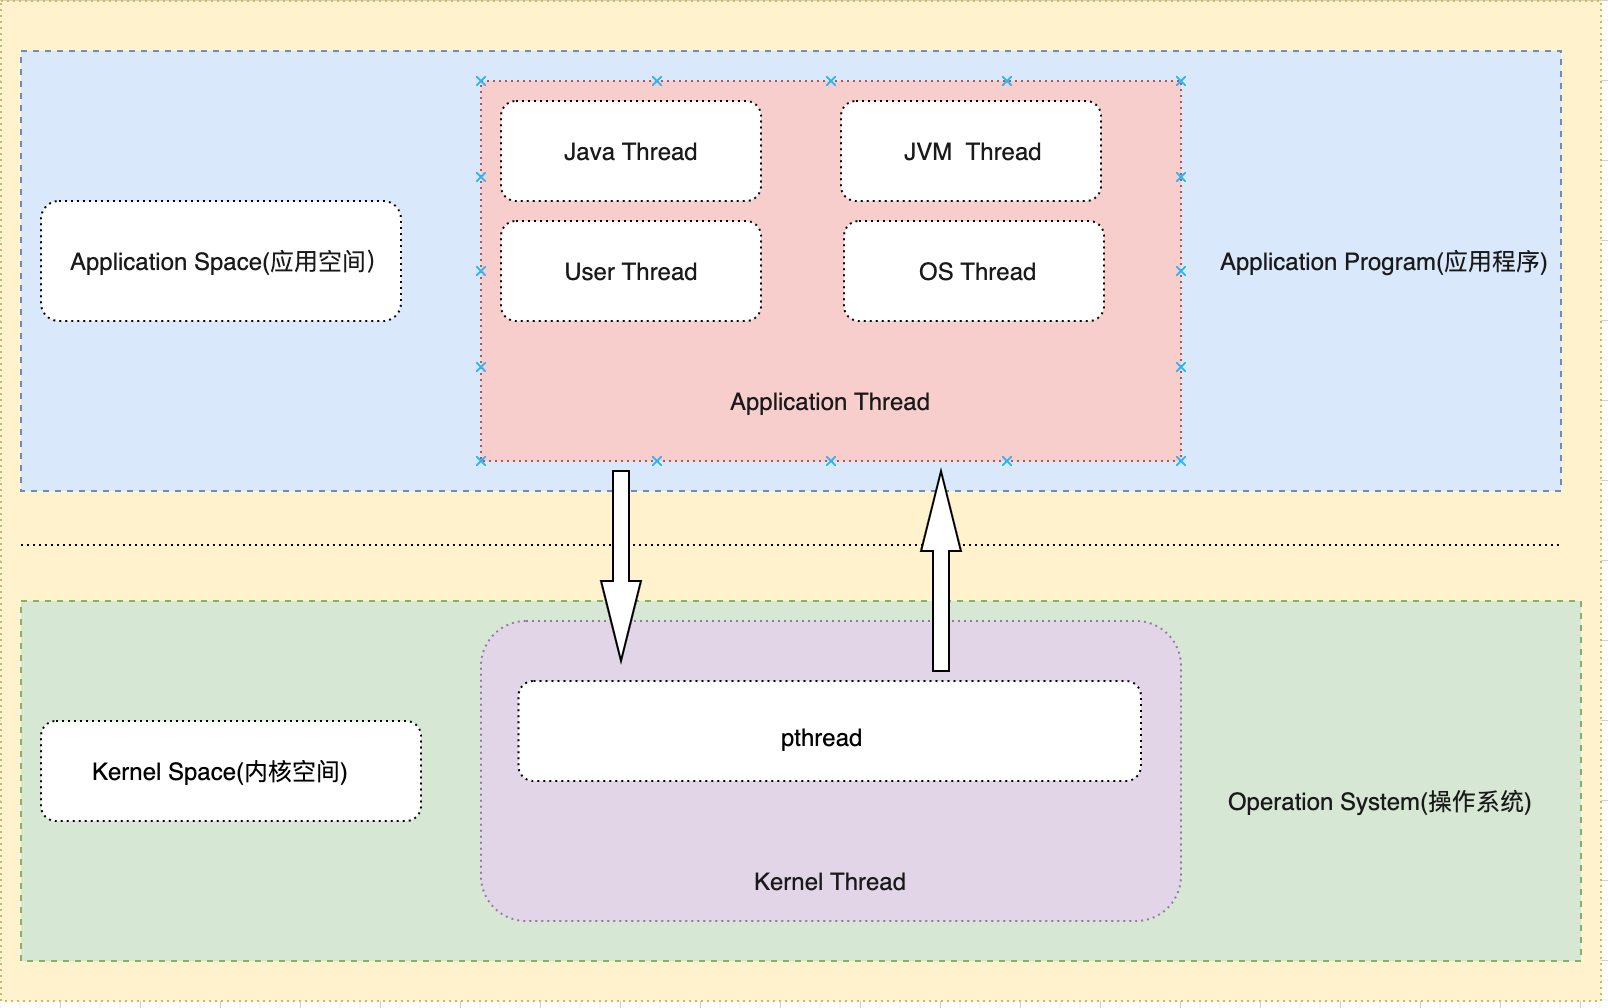 Java Thread
JVM  Thread
User Thread
OS Thread
Application Space(应用空间）
Application Program(应用程序)
Application Thread
pthread
Kernel Space(内核空间)
Operation System(操作系统)
Kernel Thread